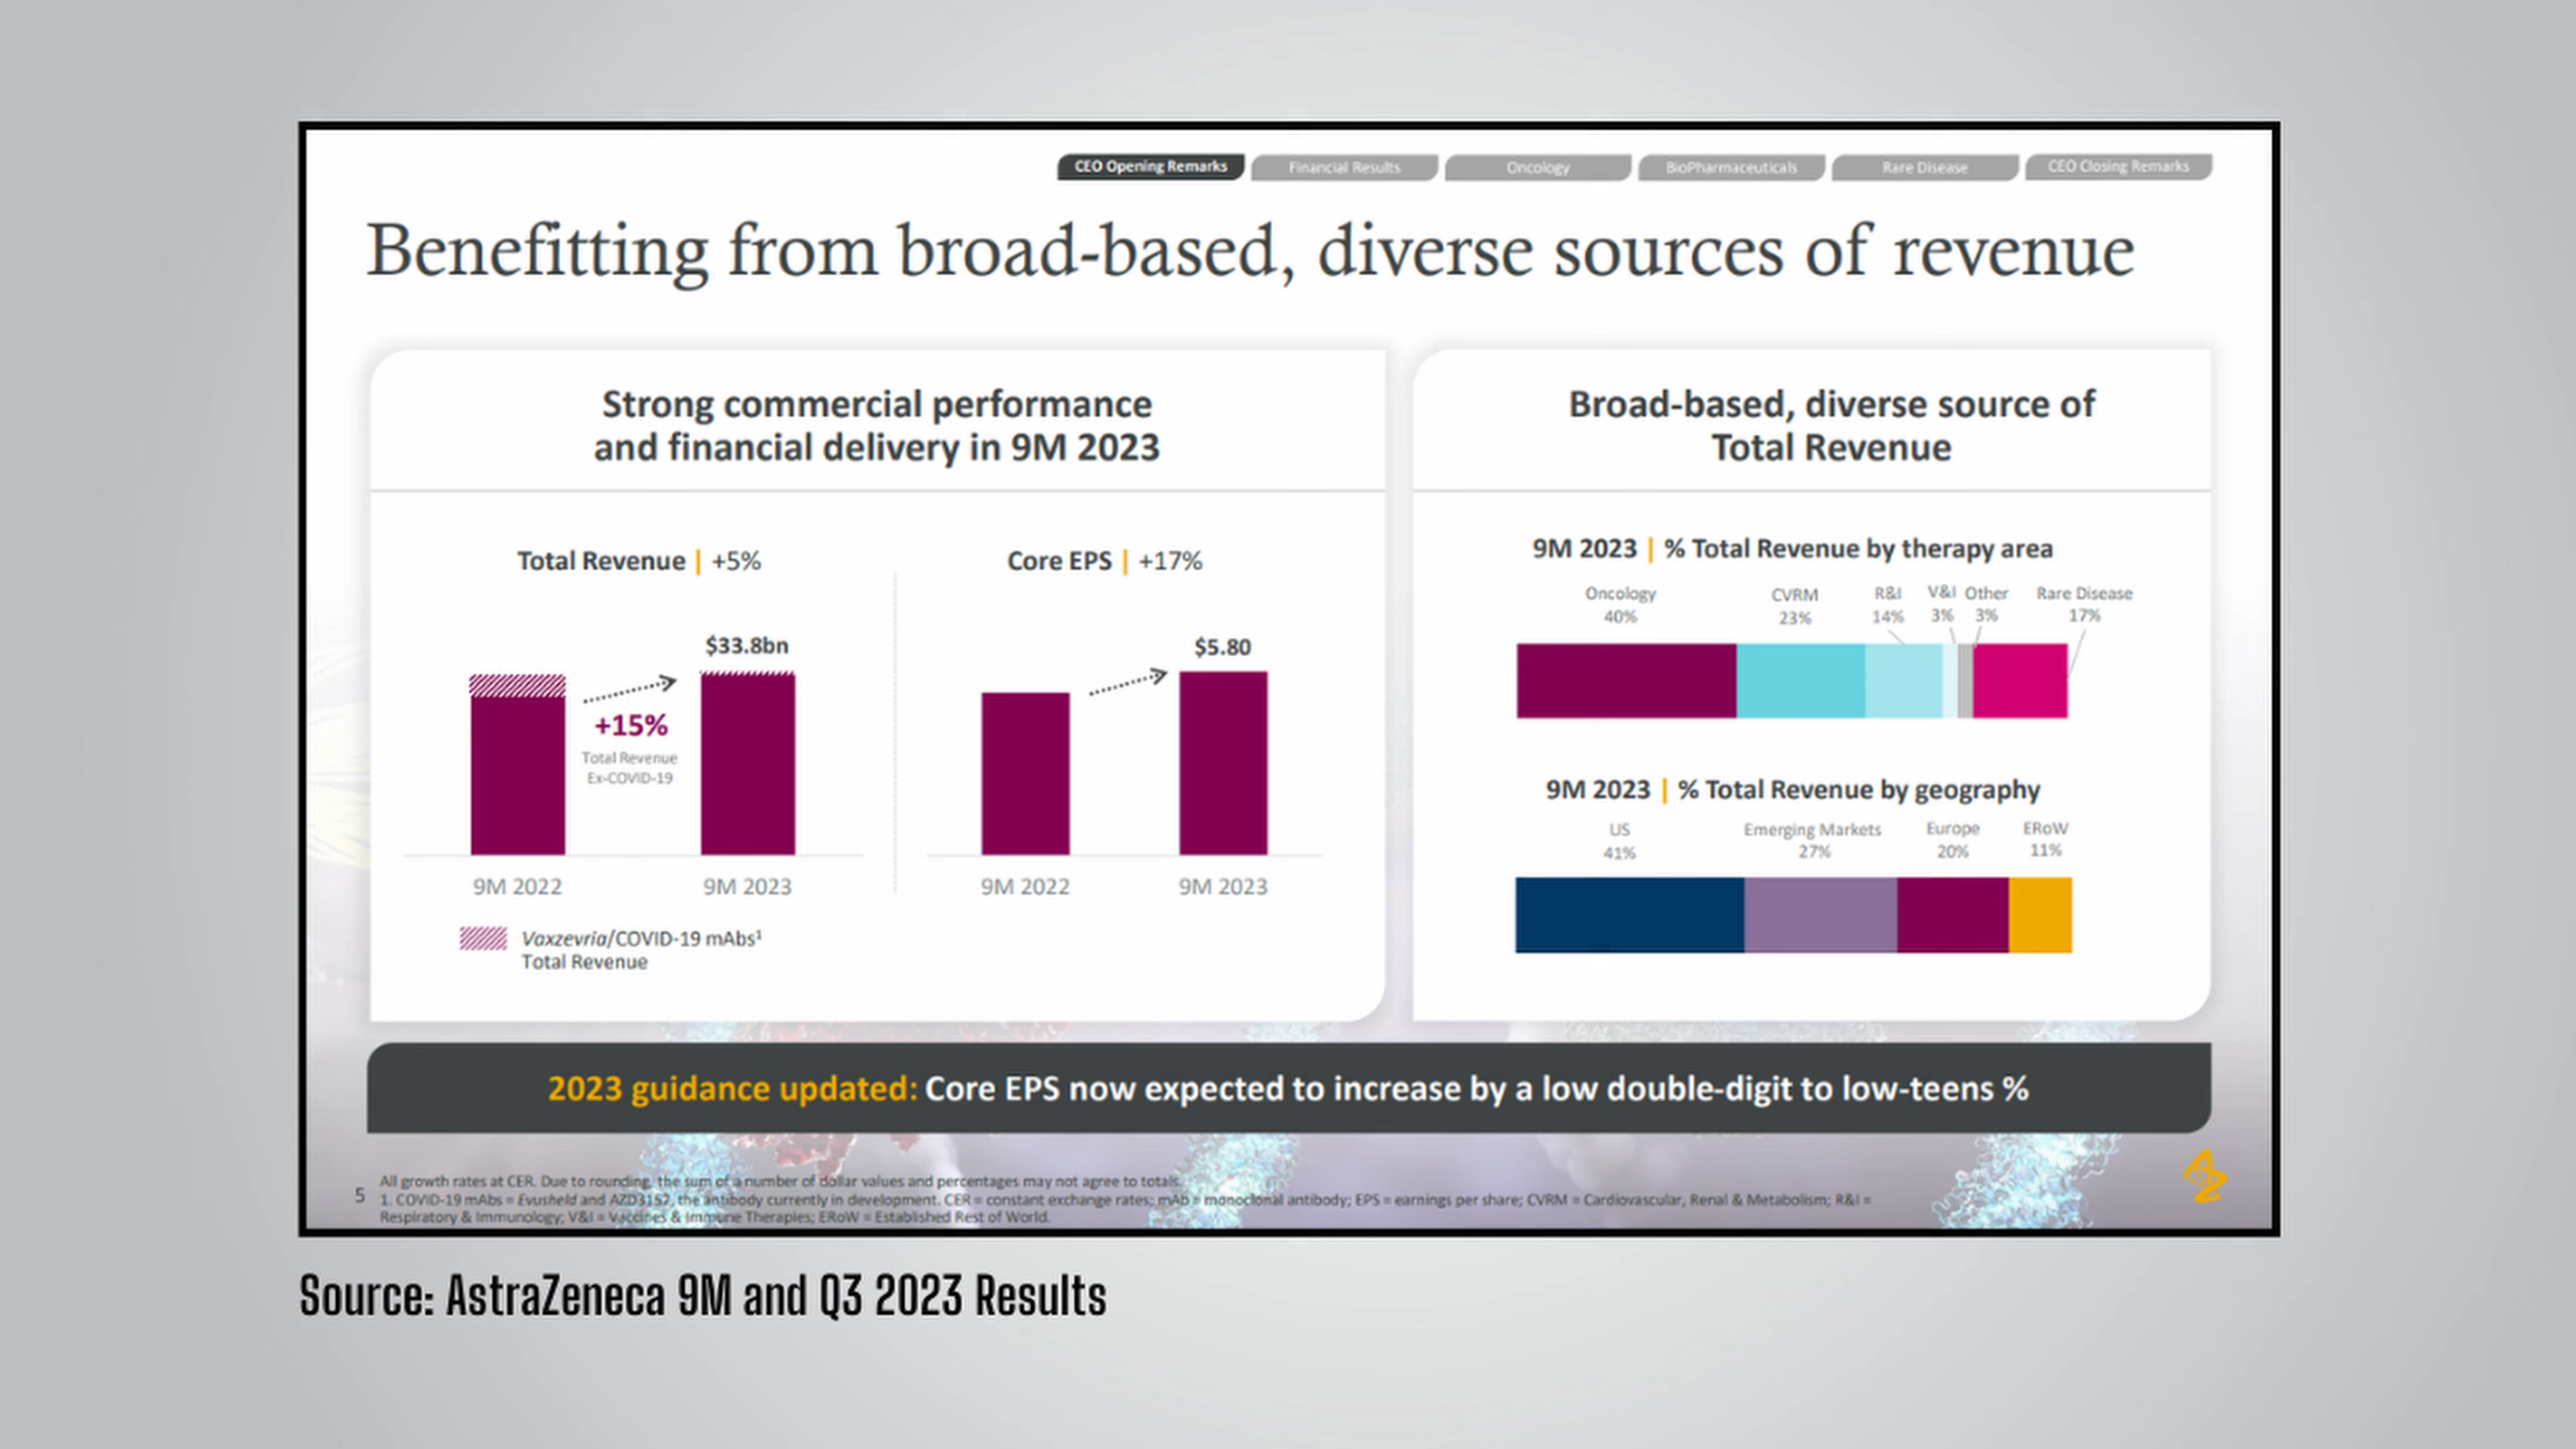 CEO Opening Remarks
Financial Results
Oncology
BioPharmaceuticals
Rare Disease
CEO Closing Remarks
Benefitting from broad-based, diverse sources of revenue
Strong commercial performance
and financial delivery in 9M 2023
Total Revenue | +5%
$33.8bn
+15%
Total Revenue
Ex-COVID-19
9M 2022
9M 2023
Vaxzevria/COVID-19 mAbs¹
Total Revenue
Core EPS | +17%
$5.80
9M 2022
9M 2023
Broad-based, diverse source of
Total Revenue
9M 2023 | % Total Revenue by therapy area
Oncology
40%
CVRM
23%
R&I
14%
V&I
3%
Other
3%
Rare Disease
17%
9M 2023 | % Total Revenue by geography
US
41%
Emerging Markets
27%
Europe
20%
ERoW
11%
2023 guidance updated: Core EPS now expected to increase by a low double-digit to low-teens %
5
All growth rates at CER. Due to rounding, the sum of a number of dollar values and percentages may not agree to totals.
1. COVID-19 mAbs = Evusheld and AZD3152, the antibody currently in development. CER = constant exchange rates; mAb = monoclonal antibody; EPS = earnings per share; CVRM = Cardiovascular, Renal & Metabolism; R&I =
Respiratory & Immunology; V&I = Vaccines & Immune Therapies; ERoW = Established Rest of World.
Source: AstraZeneca 9M and Q3 2023 Results